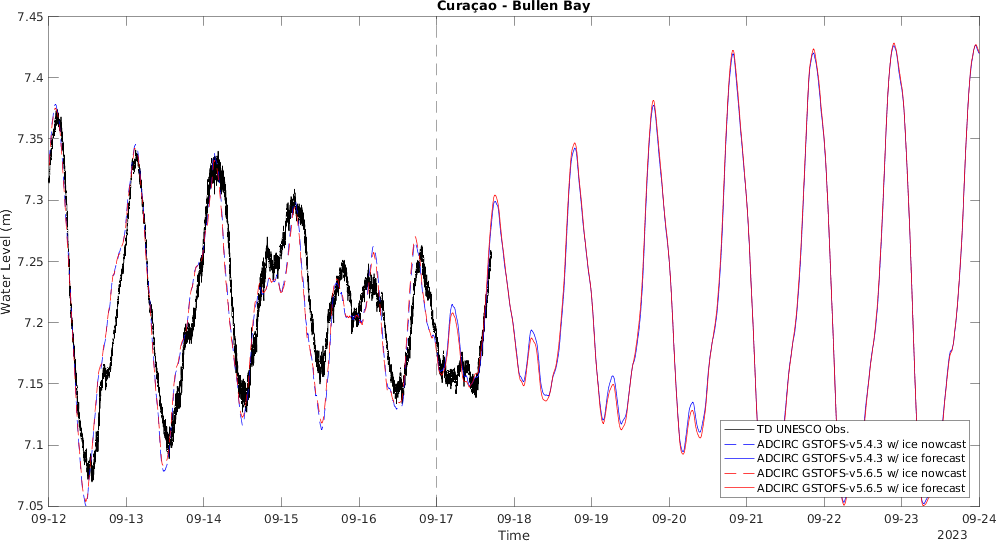 Curaçao - Bullen Bay
7.45
7.4
7.35
7.3
7.25
7.2
7.15
7.1
7.05
Water Level (m)
TD UNESCO Obs.
ADCIRC GSTOFS-v5.4.3 w/ ice nowcast
ADCIRC GSTOFS-v5.4.3 w/ ice forecast
ADCIRC GSTOFS-v5.6.5 w/ ice nowcast
ADCIRC GSTOFS-v5.6.5 w/ ice forecast
09-12 09-13 09-14 09-15 09-16 09-17 09-18 09-19 09-20 09-21 09-22 09-23 09-24
Time
2023